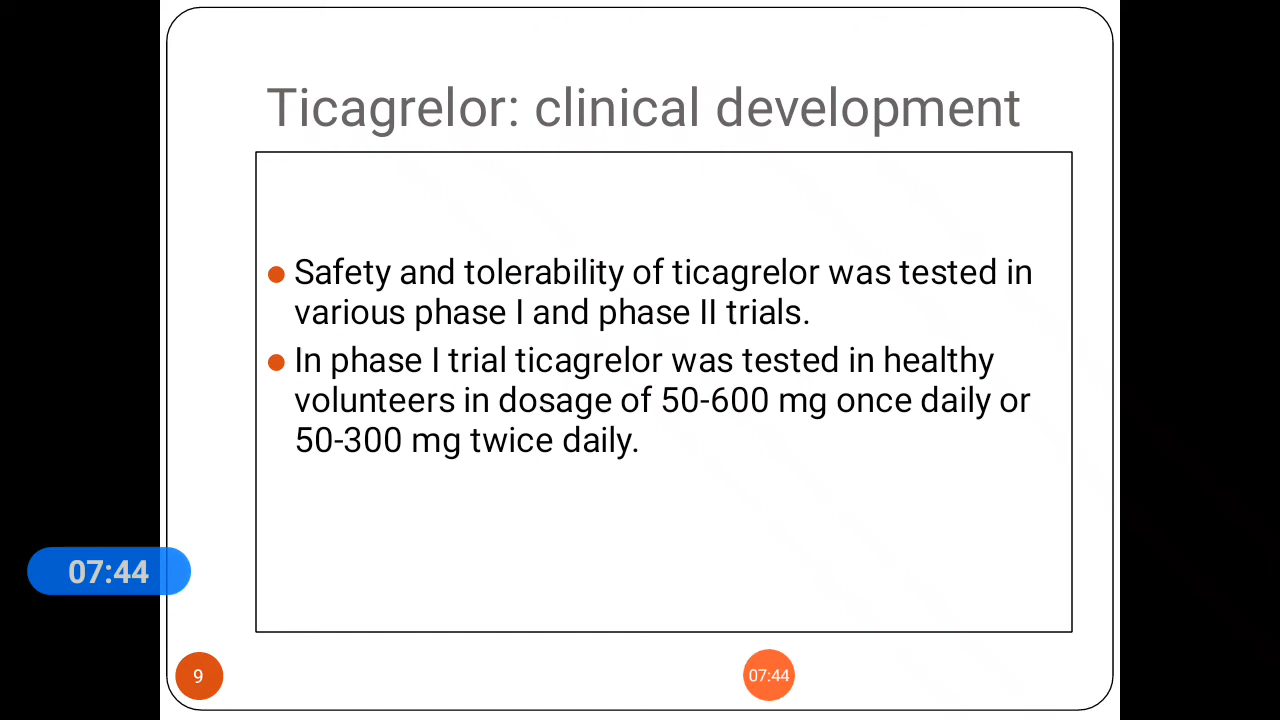 Ticagrelor: clinical development
Safety and tolerability of ticagrelor was tested in
various phase I and phase II trials.
In phase I trial ticagrelor was tested in healthy
volunteers in dosage of 50-600 mg once daily or
50-300 mg twice daily.
07:44
9
07:44